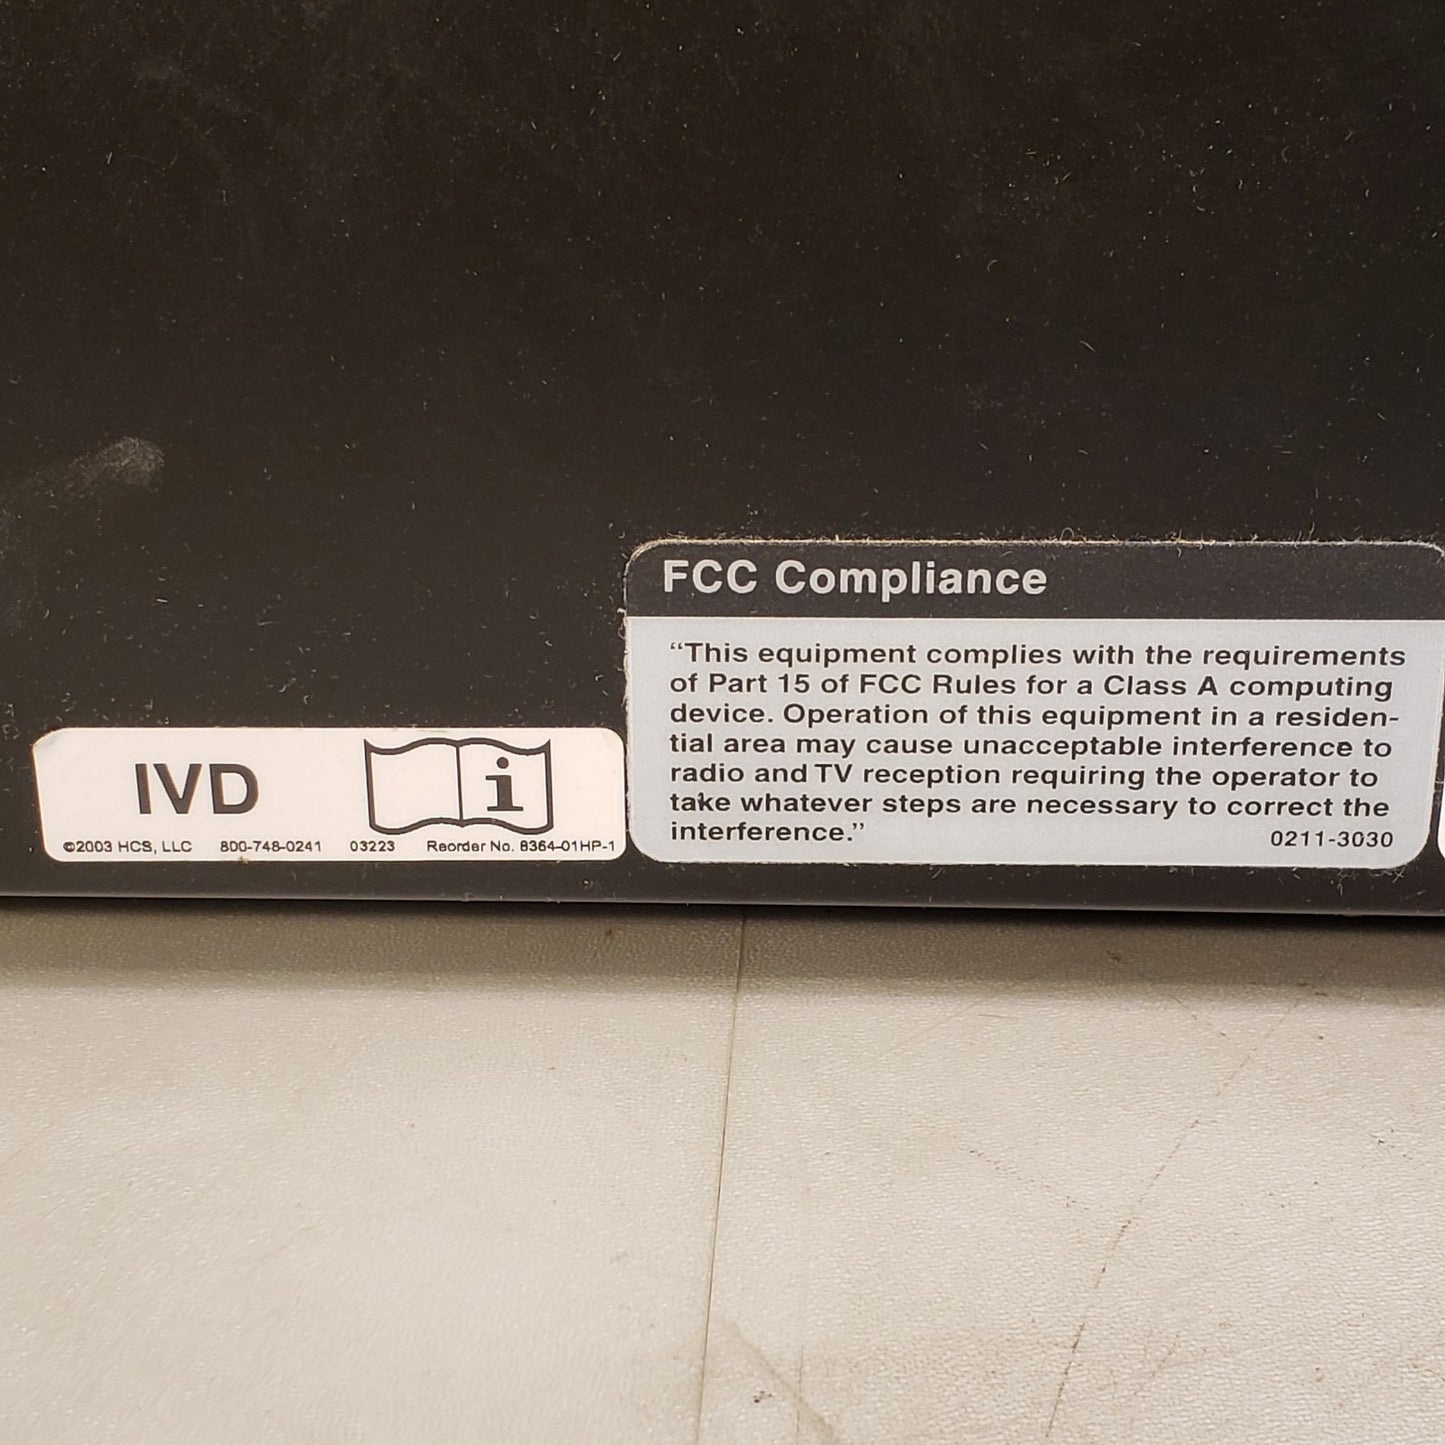 IVD
i
©2003 HCS, LLC 800-748-0241 03223 Reorder No. 8364-01HP-1
FCC Compliance
“This equipment complies with the requirements
of Part 15 of FCC Rules for a Class A computing
device. Operation of this equipment in a residen-
tial area may cause unacceptable interference to
radio and TV reception requiring the operator to
take whatever steps are necessary to correct the
interference.”
0211-3030